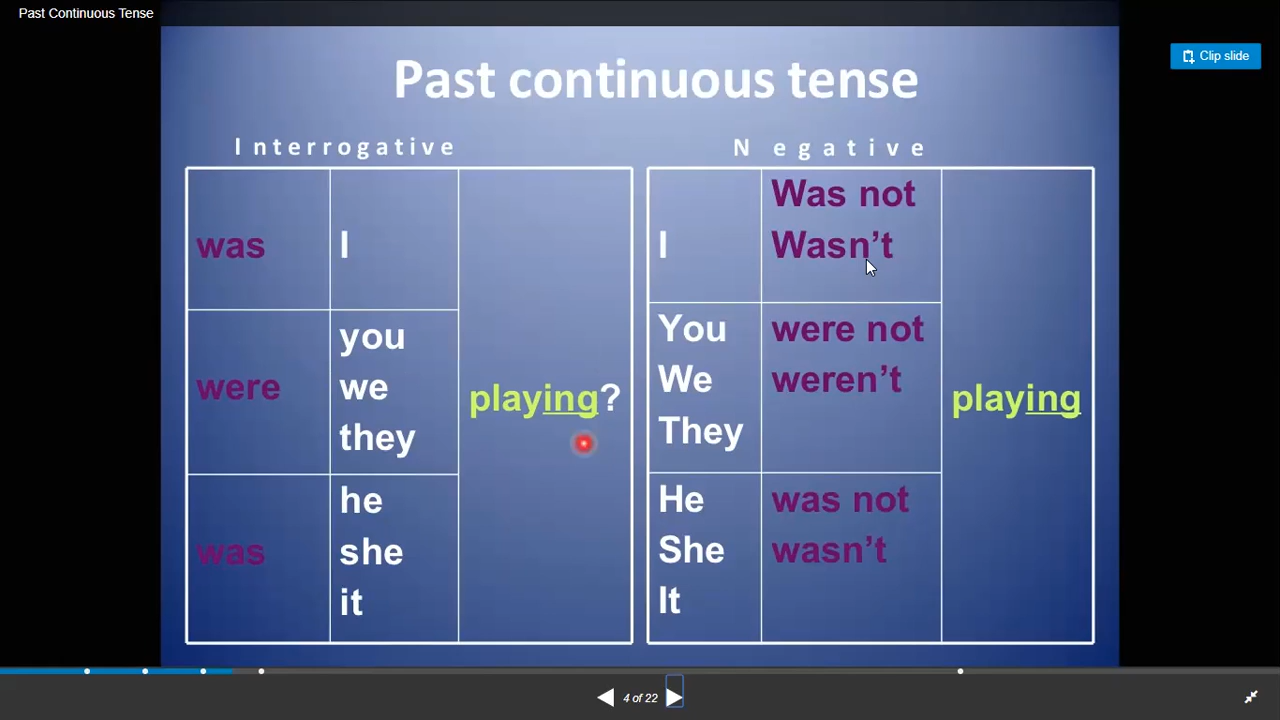 Past Continuous Tense
Clip slide
Past continuous tense
Interrogative
was
I
were
you
we
they
was
he
she
it
playing?
Negative
I
Was not
Wasn’t
You
We
They
were not
weren’t
He
She
It
was not
wasn’t
playing
4 of 22